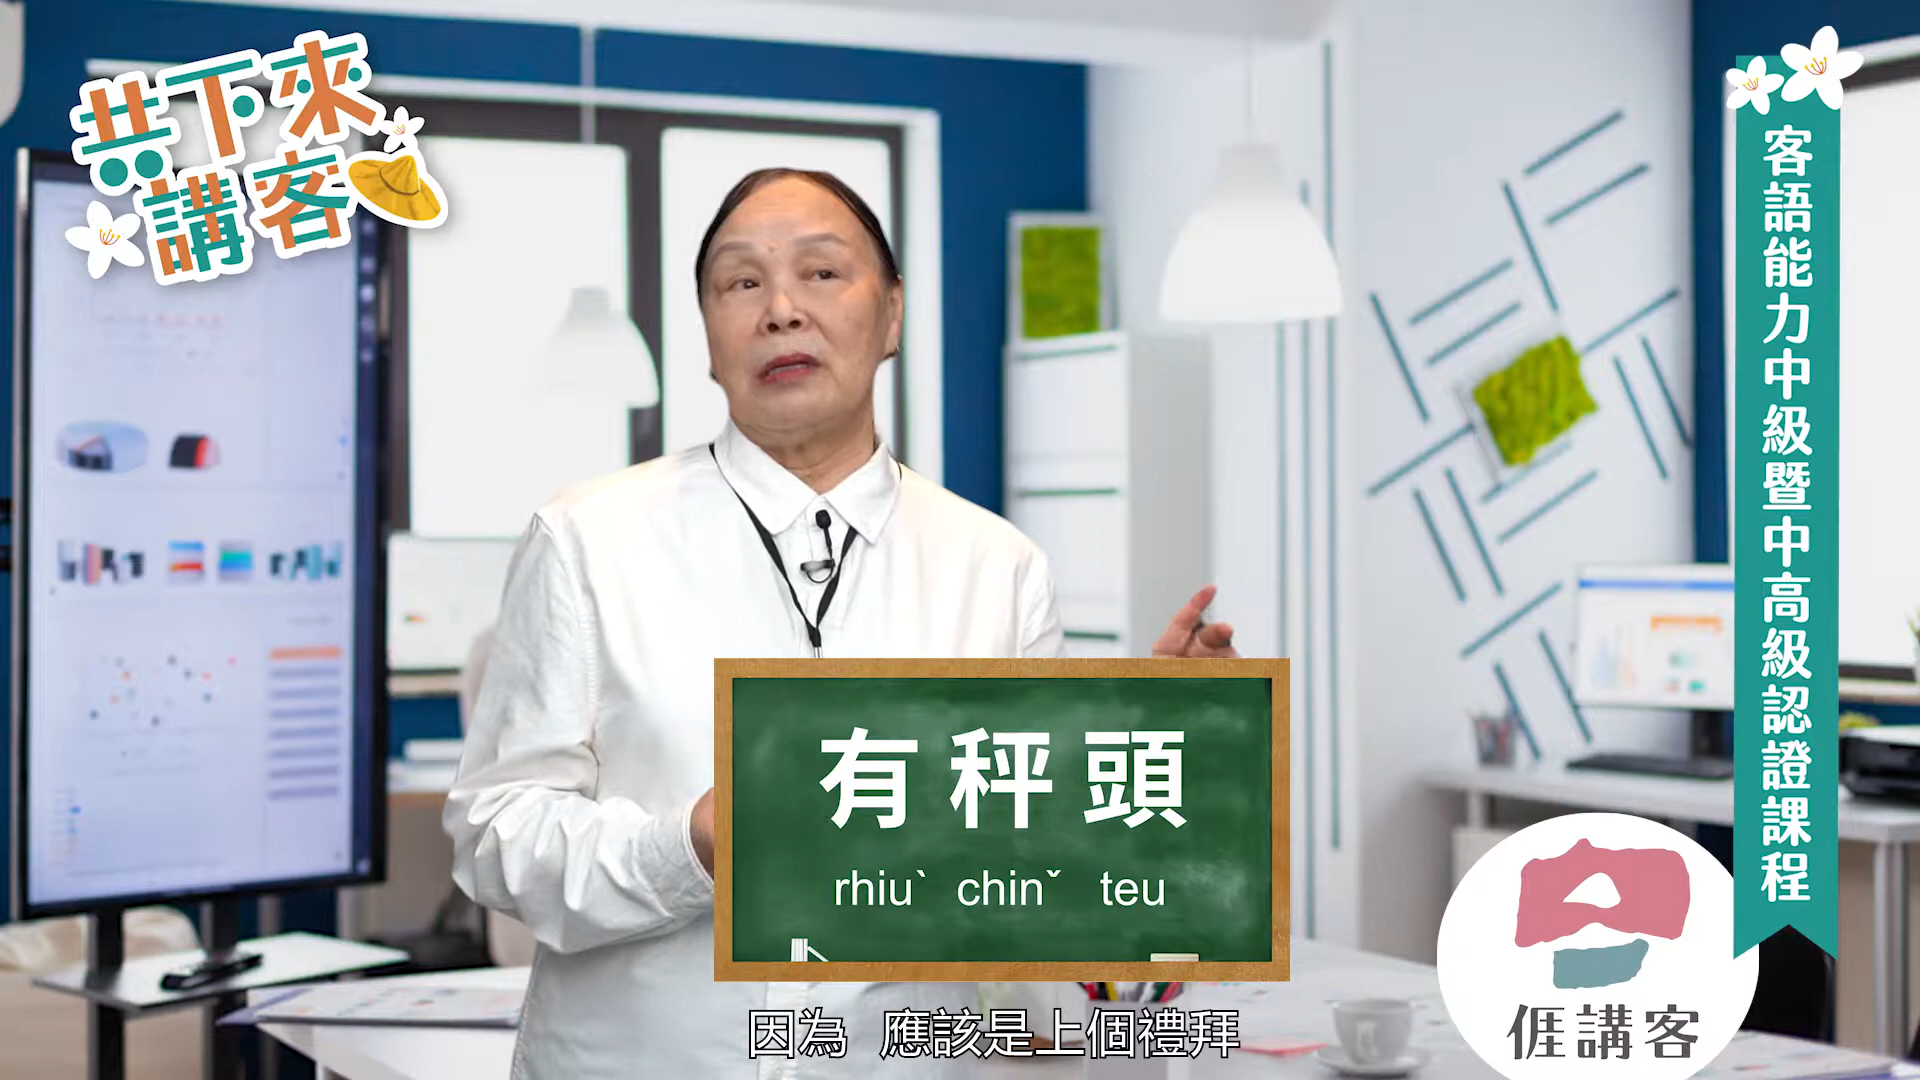 共下來
講客
客語能力中級暨中高級認證課程
有秤頭
rhiuˋ chinˇ teu
因為 應該是上個禮拜
𠊎講客